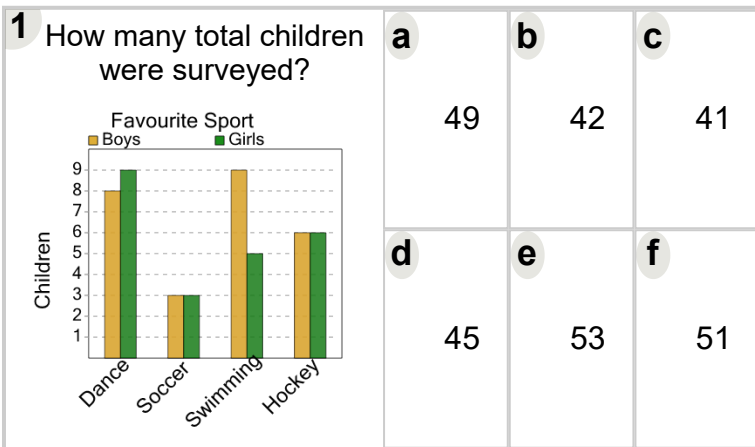 1 How many total children
were surveyed?
Favourite Sport
Boys Girls
Children
9
8
7
6
5
4
3
2
1
Dance Soccer Swimming Hockey
a 49
b 42
c 41
d 45
e 53
f 51